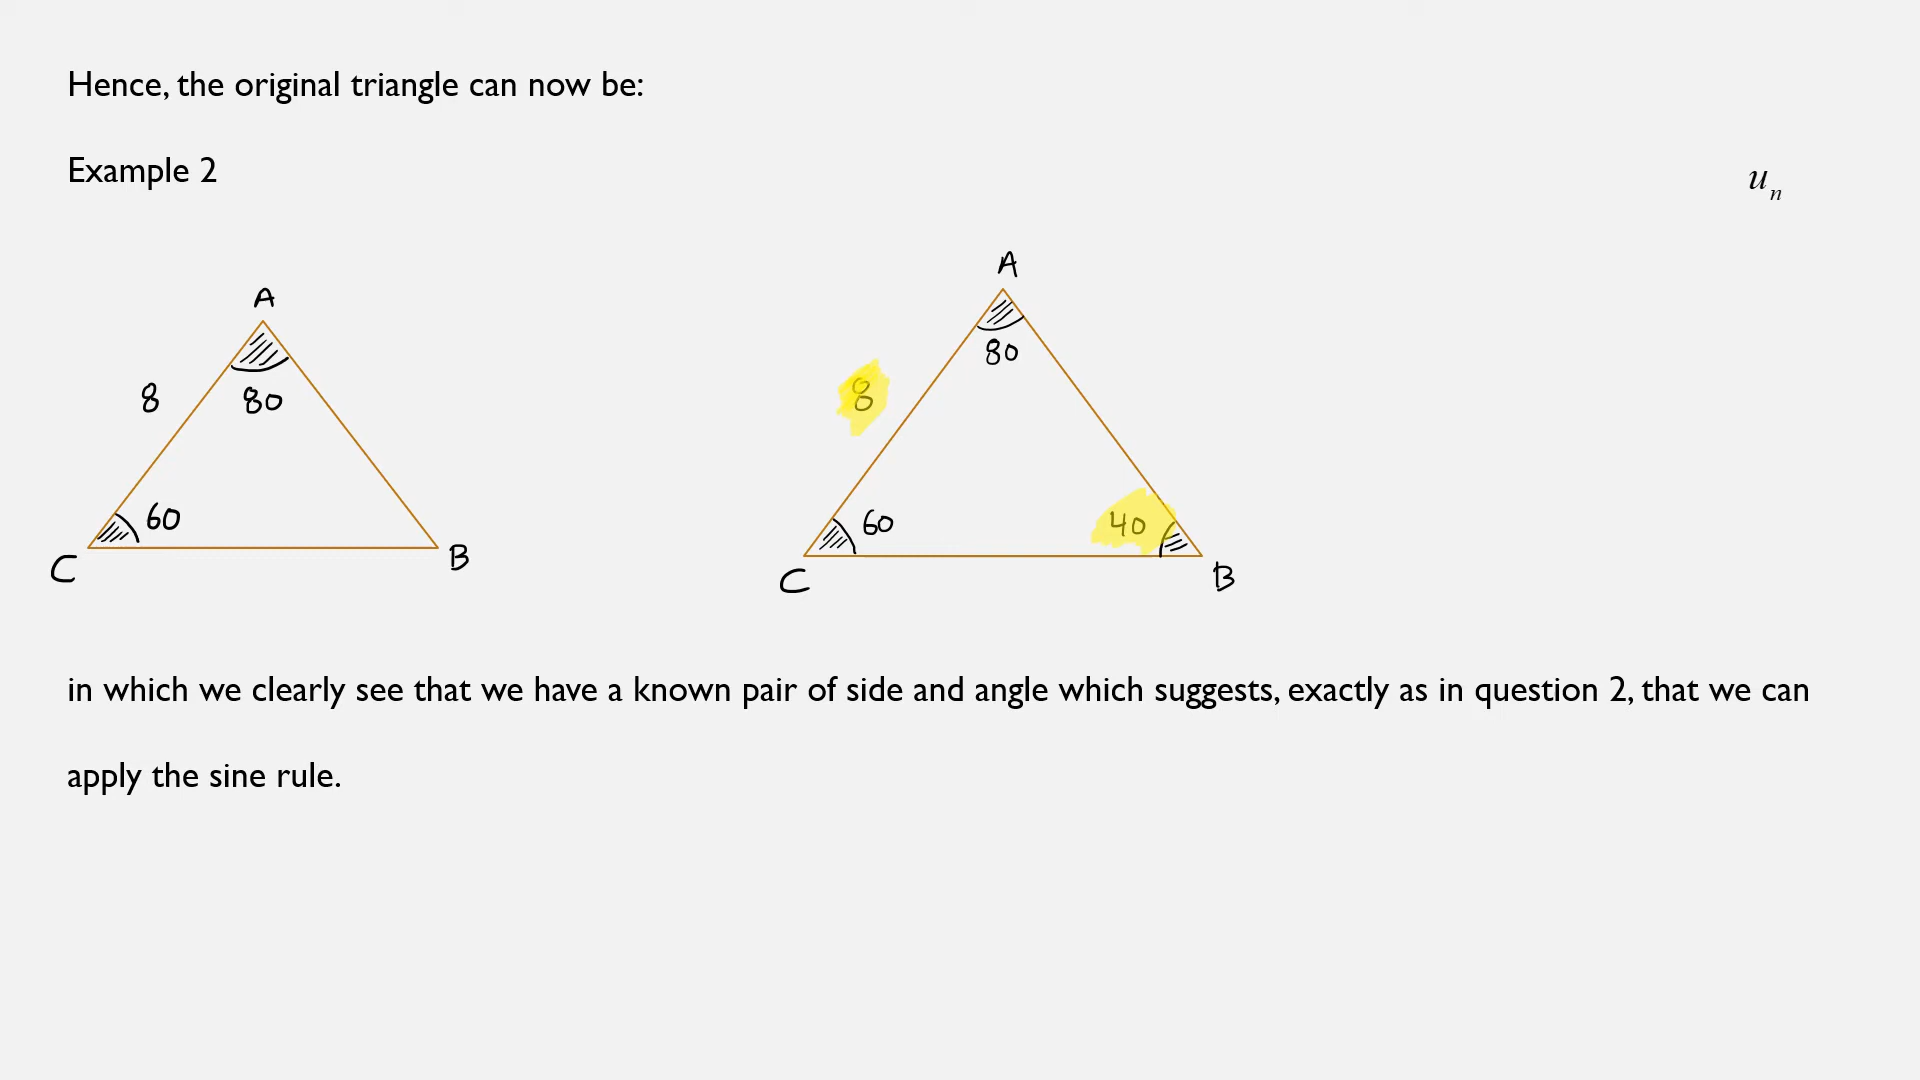 Hence, the original triangle can now be:
Example 2
u_n
A
8
80
60
C
B
A
8
80
60
40
C
B
in which we clearly see that we have a known pair of side and angle which suggests, exactly as in question 2, that we can
apply the sine rule.